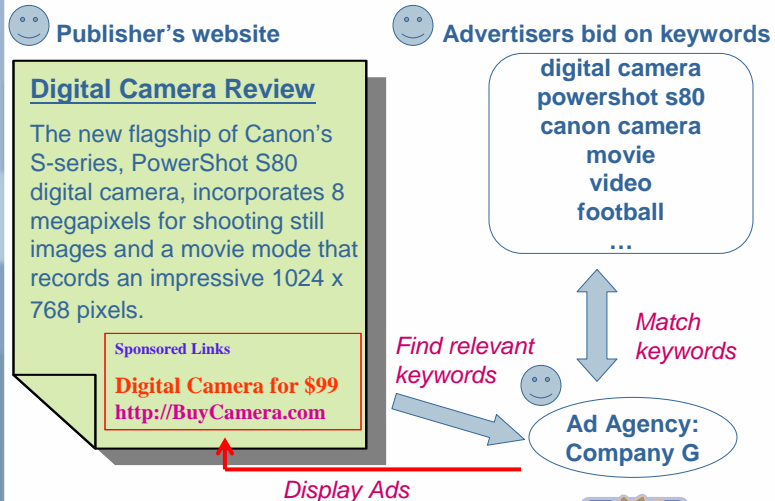 Publisher's website
Digital Camera Review
The new flagship of Canon's
S-series, PowerShot S80
digital camera, incorporates 8
megapixels for shooting still
images and a movie mode that
records an impressive 1024 x
768 pixels.
Sponsored Links
Digital Camera for $99
http://BuyCamera.com
Advertisers bid on keywords
digital camera
powershot s80
canon camera
movie
video
football
…
Match
keywords
Find relevant
keywords
Ad Agency:
Company G
Display Ads